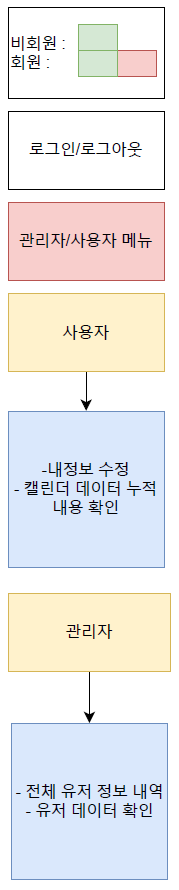 비회원 :
회원 :
로그인/로그아웃
관리자/사용자 메뉴
사용자
-내정보 수정
- 캘린더 데이터 누적
내용 확인
관리자
- 전체 유저 정보 내역
- 유저 데이터 확인